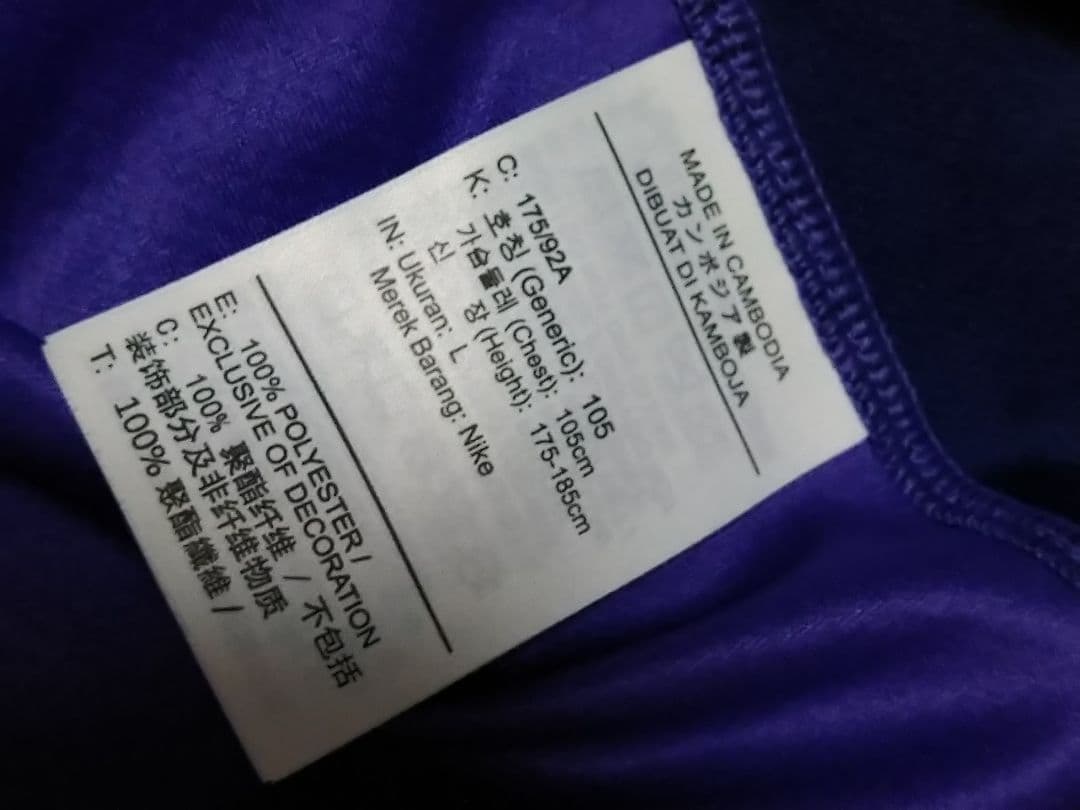 MADE IN CAMBODIA
カンボジア製
DIBUAT DI KAMBOJA
C: 175/92A
K: 호칭 (Generic): 105
가슴둘레 (Chest): 105cm
신 장 (Height): 175-185cm
IN: Ukuran: L
Merek Barang: Nike
E: 100% POLYESTER /
EXCLUSIVE OF DECORATION
C: 100% 聚酯纤维 / 不包括
装饰部分及非纤维物质
T: 100% 聚酯纖維 /